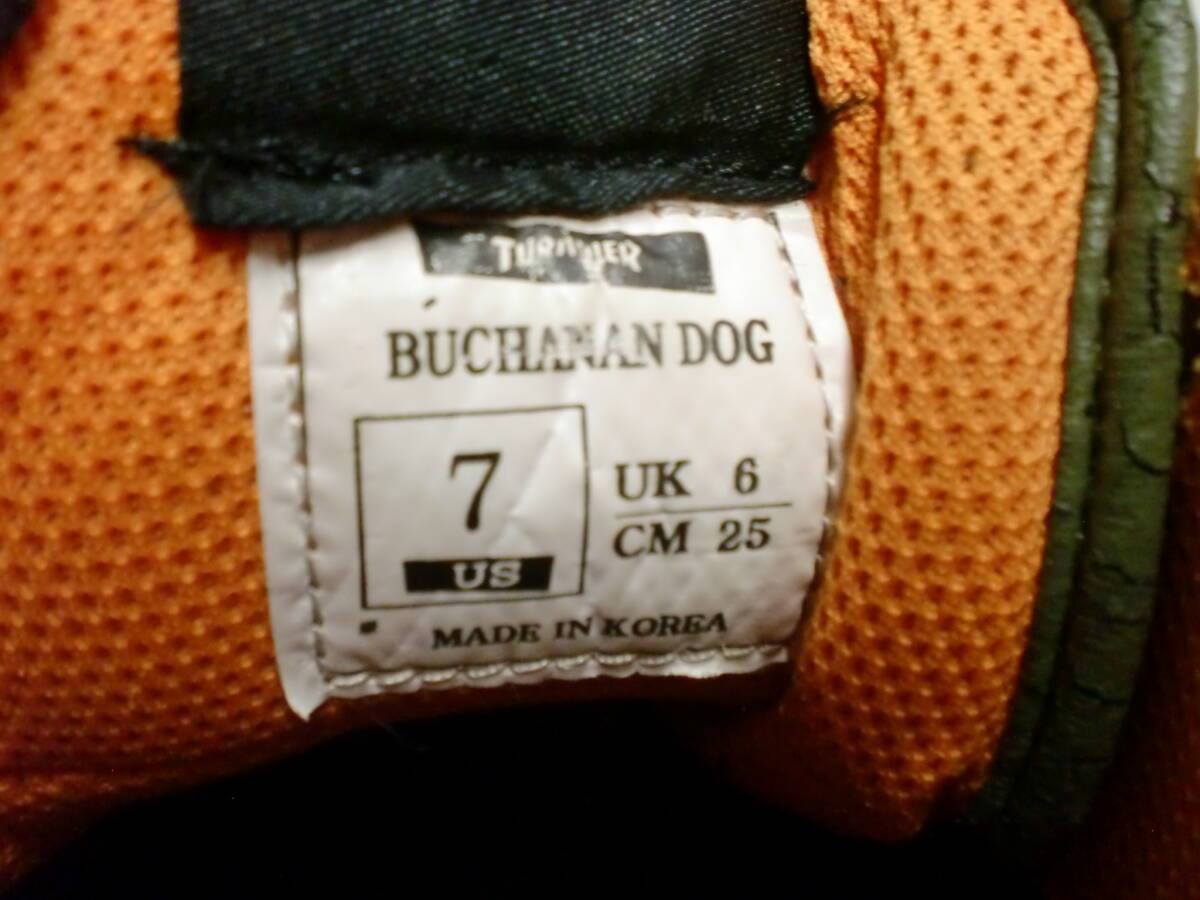 BUCHANAN DOG
7
US
UK 6
CM 25
MADE IN KOREA